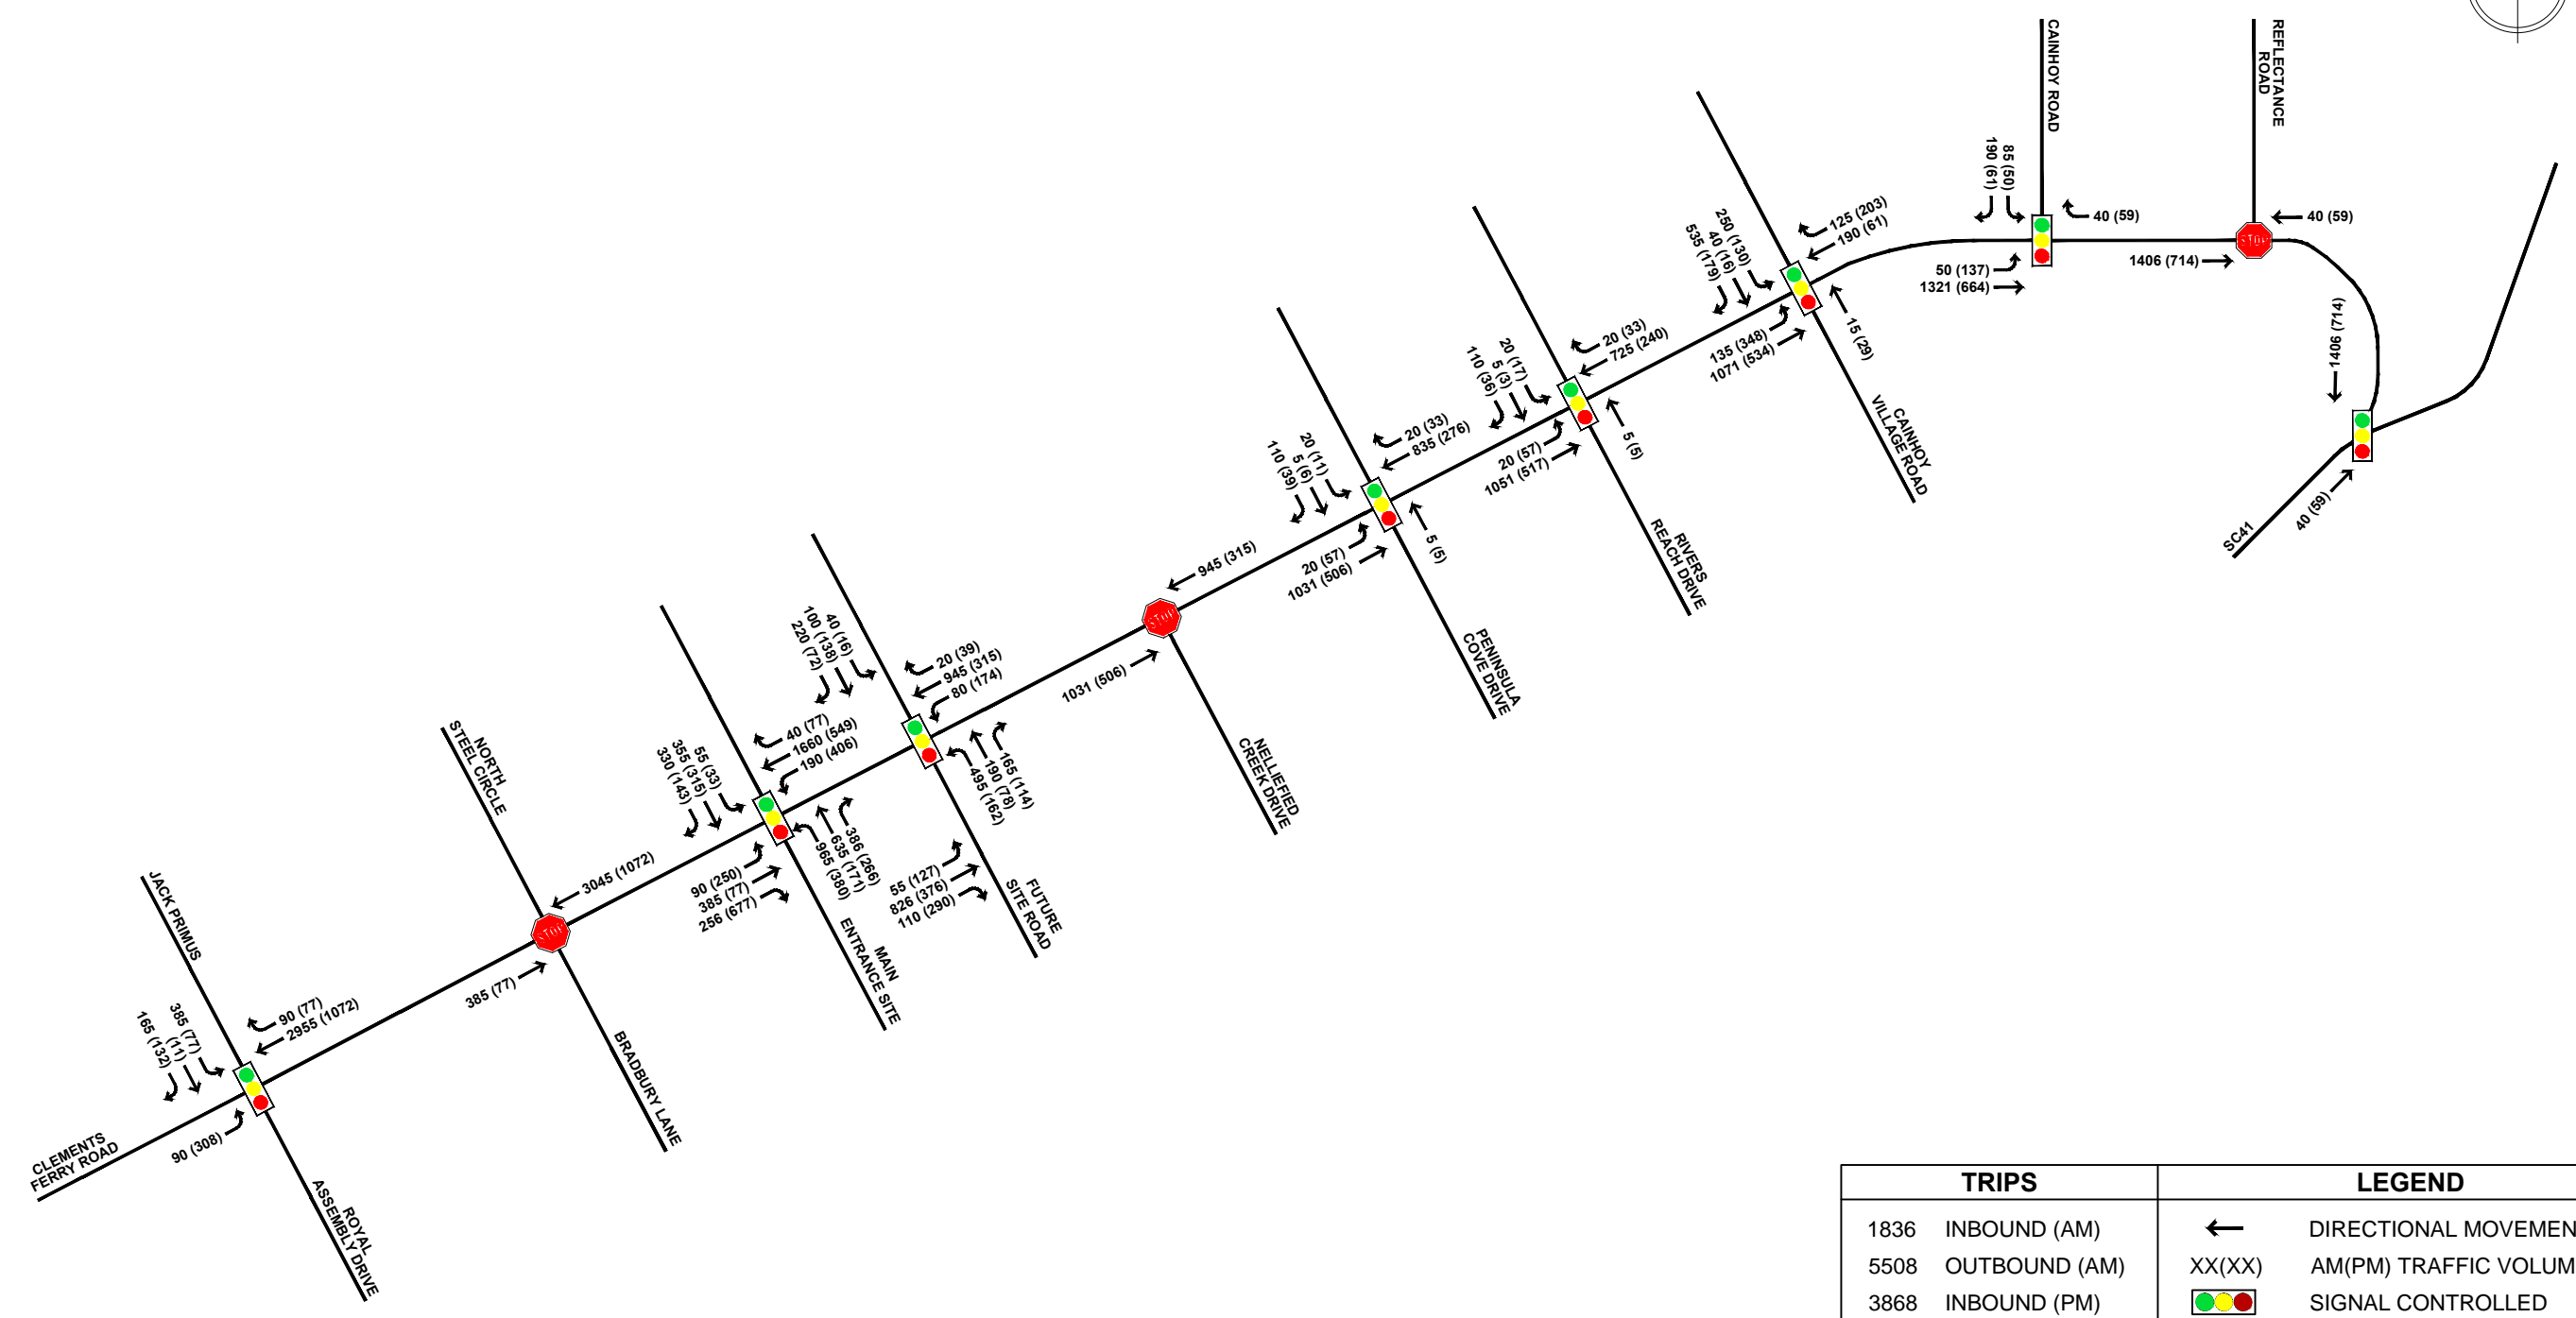 CAINHOY ROAD
REFLECTANCE
ROAD
190 (61)
85 (50)
40 (59)
40 (59)
STOP
50 (137)
1321 (664)
1406 (714)
1406 (714)
40 (59)
SC41
125 (203)
190 (61)
250 (130)
40 (16)
535 (179)
135 (348)
1071 (534)
15 (29)
CAINHOY
VILLAGE ROAD
20 (33)
725 (240)
20 (17)
5 (3)
110 (36)
20 (57)
1051 (517)
5 (5)
RIVERS
REACH DRIVE
20 (33)
835 (276)
20 (11)
5 (6)
110 (39)
20 (57)
1031 (506)
5 (5)
PENINSULA
COVE DRIVE
945 (315)
STOP
1031 (506)
NELLIEFIED
CREEK DRIVE
40 (16)
100 (138)
220 (72)
20 (39)
945 (315)
80 (174)
165 (114)
190 (78)
495 (162)
55 (127)
826 (376)
110 (290)
FUTURE
SITE ROAD
40 (77)
1660 (549)
190 (406)
55 (33)
355 (315)
330 (143)
386 (266)
635 (171)
965 (380)
90 (250)
385 (77)
256 (677)
MAIN
ENTRANCE SITE
NORTH
STEEL CIRCLE
3045 (1072)
STOP
385 (77)
BRADBURY LANE
JACK PRIMUS
90 (77)
2955 (1072)
385 (77)
(11)
165 (132)
90 (308)
CLEMENTS
FERRY ROAD
ROYAL
ASSEMBLY DRIVE
TRIPS
1836 INBOUND (AM)
5508 OUTBOUND (AM)
3868 INBOUND (PM)
LEGEND
DIRECTIONAL MOVEMEN
XX(XX) AM(PM) TRAFFIC VOLUM
SIGNAL CONTROLLED